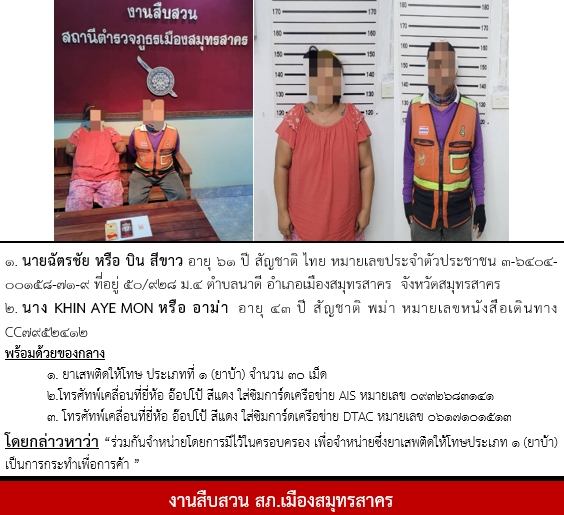 งานสืบสวน
สถานีตำรวจภูธรเมืองสมุทรสาคร
๑. นายฉัตรชัย หรือ บิน สีขาว อายุ ๖๑ ปี สัญชาติ ไทย หมายเลขประจำตัวประชาชน ๓-๖๔๐๔-
๐๐๑๕๘-๗๑-๙ ที่อยู่ ๕๐/๙๒๘ ม.๔ ตำบลนาดี อำเภอเมืองสมุทรสาคร จังหวัดสมุทรสาคร
๒. นาง KHIN AYE MON หรือ อาม่า อายุ ๔๓ ปี สัญชาติ พม่า หมายเลขหนังสือเดินทาง
CC๗๙๕๒๔๑๒
พร้อมด้วยของกลาง
๑. ยาเสพติดให้โทษ ประเภทที่ ๑ (ยาบ้า) จำนวน ๓๐ เม็ด
๒.โทรศัพท์เคลื่อนที่ยี่ห้อ อ๊อปโป้ สีแดง ใส่ซิมการ์ดเครือข่าย AIS หมายเลข ๐๙๓๒๖๘๓๑๔๑
๓. โทรศัพท์เคลื่อนที่ยี่ห้อ อ๊อปโป้ สีแดง ใส่ซิมการ์ดเครือข่าย DTAC หมายเลข ๐๖๑๗๑๐๑๕๑๓
โดยกล่าวหาว่า “ร่วมกันจำหน่ายโดยการมีไว้ในครอบครอง เพื่อจำหน่ายซึ่งยาเสพติดให้โทษประเภท ๑ (ยาบ้า)
เป็นการกระทำเพื่อการค้า ”
งานสืบสวน สภ.เมืองสมุทรสาคร